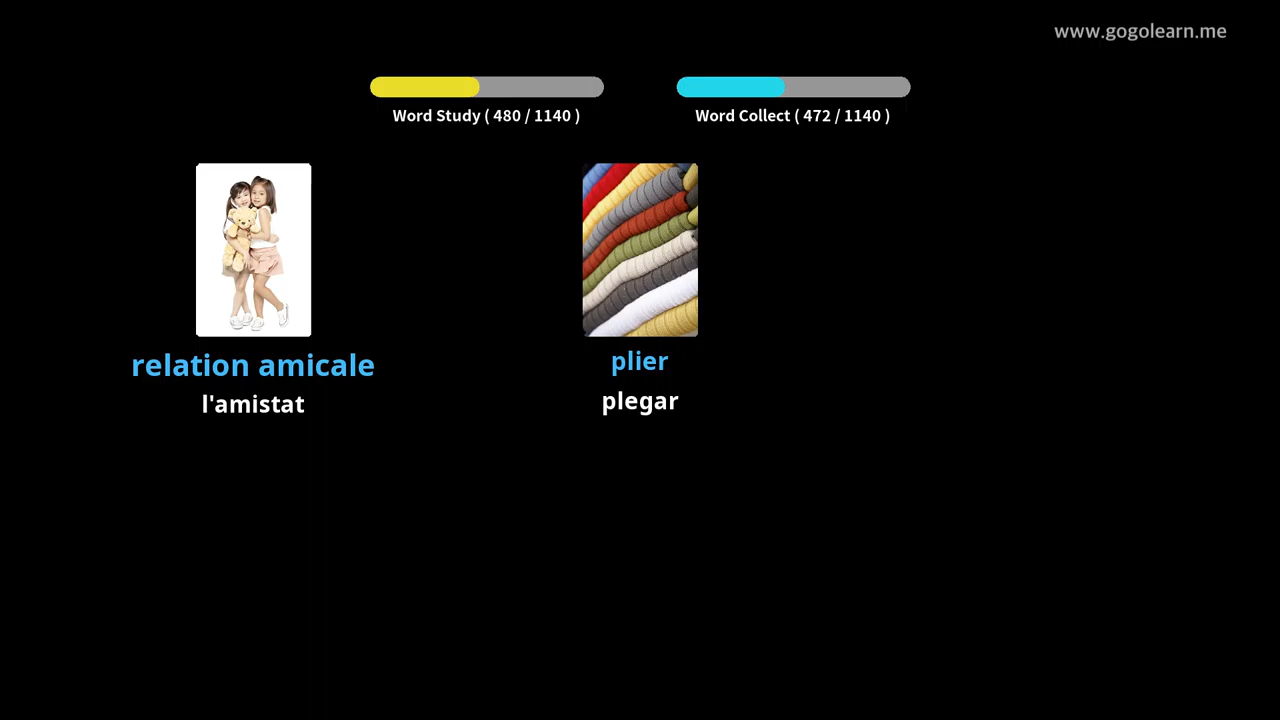 www.gogolearn.me
Word Study ( 480 / 1140 )
Word Collect ( 472 / 1140 )
relation amicale
l'amistat
plier
plegar